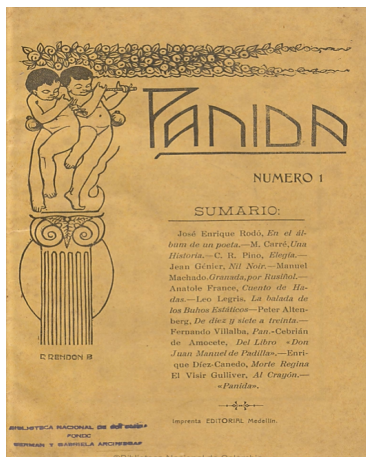 PANIDA
NUMERO 1
SUMARIO:
José Enrique Rodó, En el ál-
bum de un poeta.—M. Carré, Una
Historia.—C. R. Pino, Elegía.—
Jean Génier, Nil Noir.—Manuel
Machado. Granada, por Rusiñol.—
Anatole France, Cuento de Ha-
das.—Leo Legris. La balada de
los Buhos Estáticos—Peter Alten-
berg, De diez y siete a treinta.—
Fernando Villalba, Pan.-Cebrián
de Amocete, Del Libro «Don
Juan Manuel de Padilla».—Enri-
que Díez-Canedo, Morte Regina
El Visir Gulliver, Al Cragón.—
«Panida».
R RENDON B
Imprenta EDITORIAL Medellín.
BIBLIOTECA NACIONAL DE
FONDO
GERMAN Y GABRIELA ARCINIEGAS